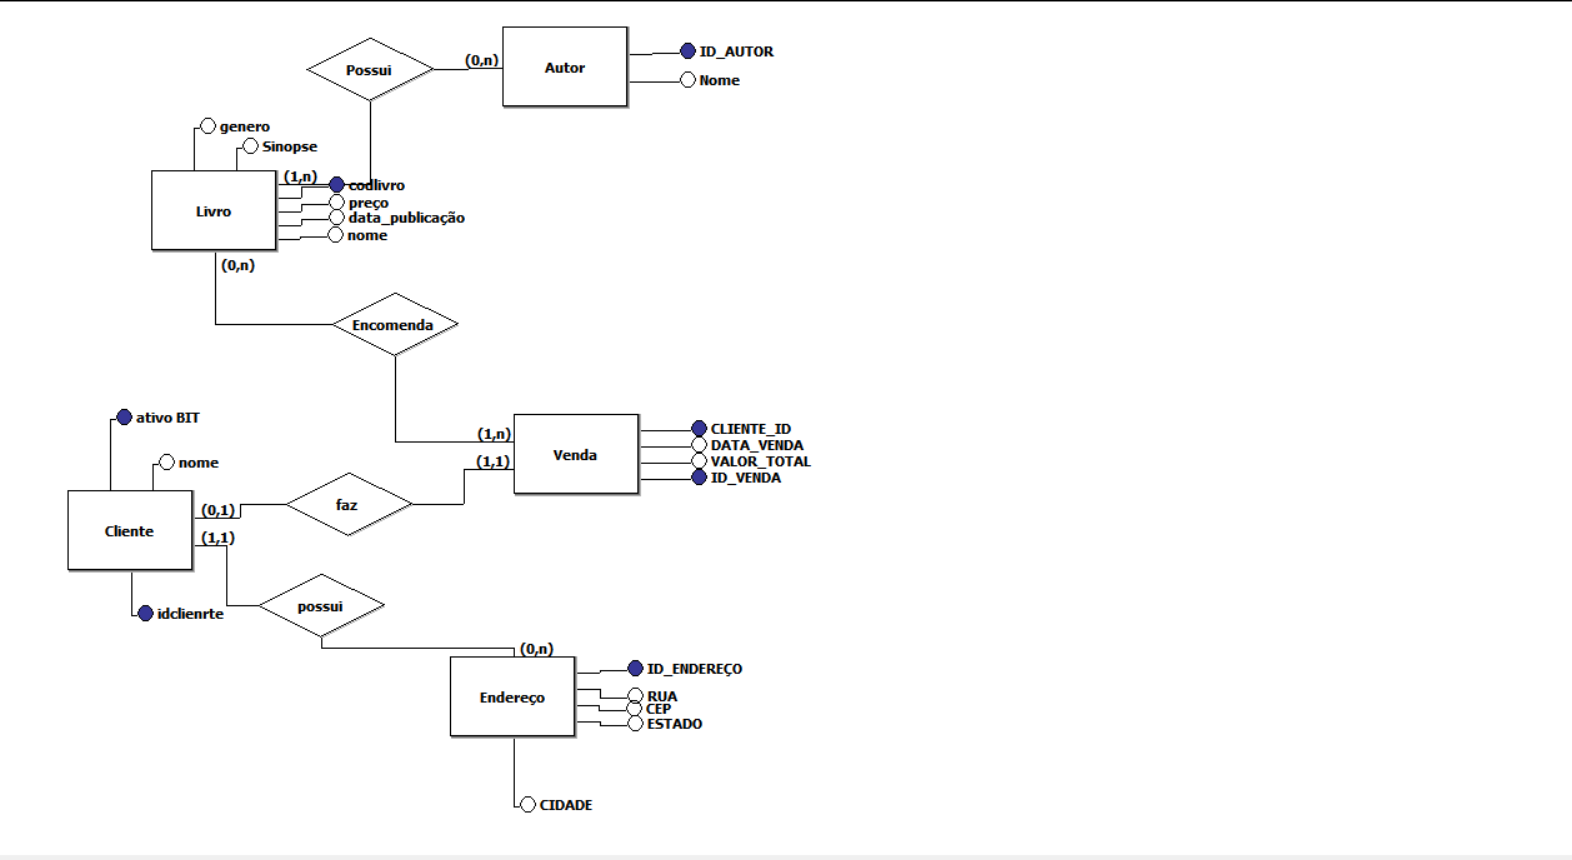 Possui
(0,n)
Autor
ID_AUTOR
Nome
genero
Sinopse
(1,n)
codlivro
preço
data_publicação
nome
Livro
(0,n)
Encomenda
ativo BIT
nome
(1,n)
(1,1)
Venda
CLIENTE_ID
DATA_VENDA
VALOR_TOTAL
ID_VENDA
Cliente
(0,1)
(1,1)
faz
idclienrte
possui
(0,n)
Endereço
ID_ENDEREÇO
RUA
CEP
ESTADO
CIDADE